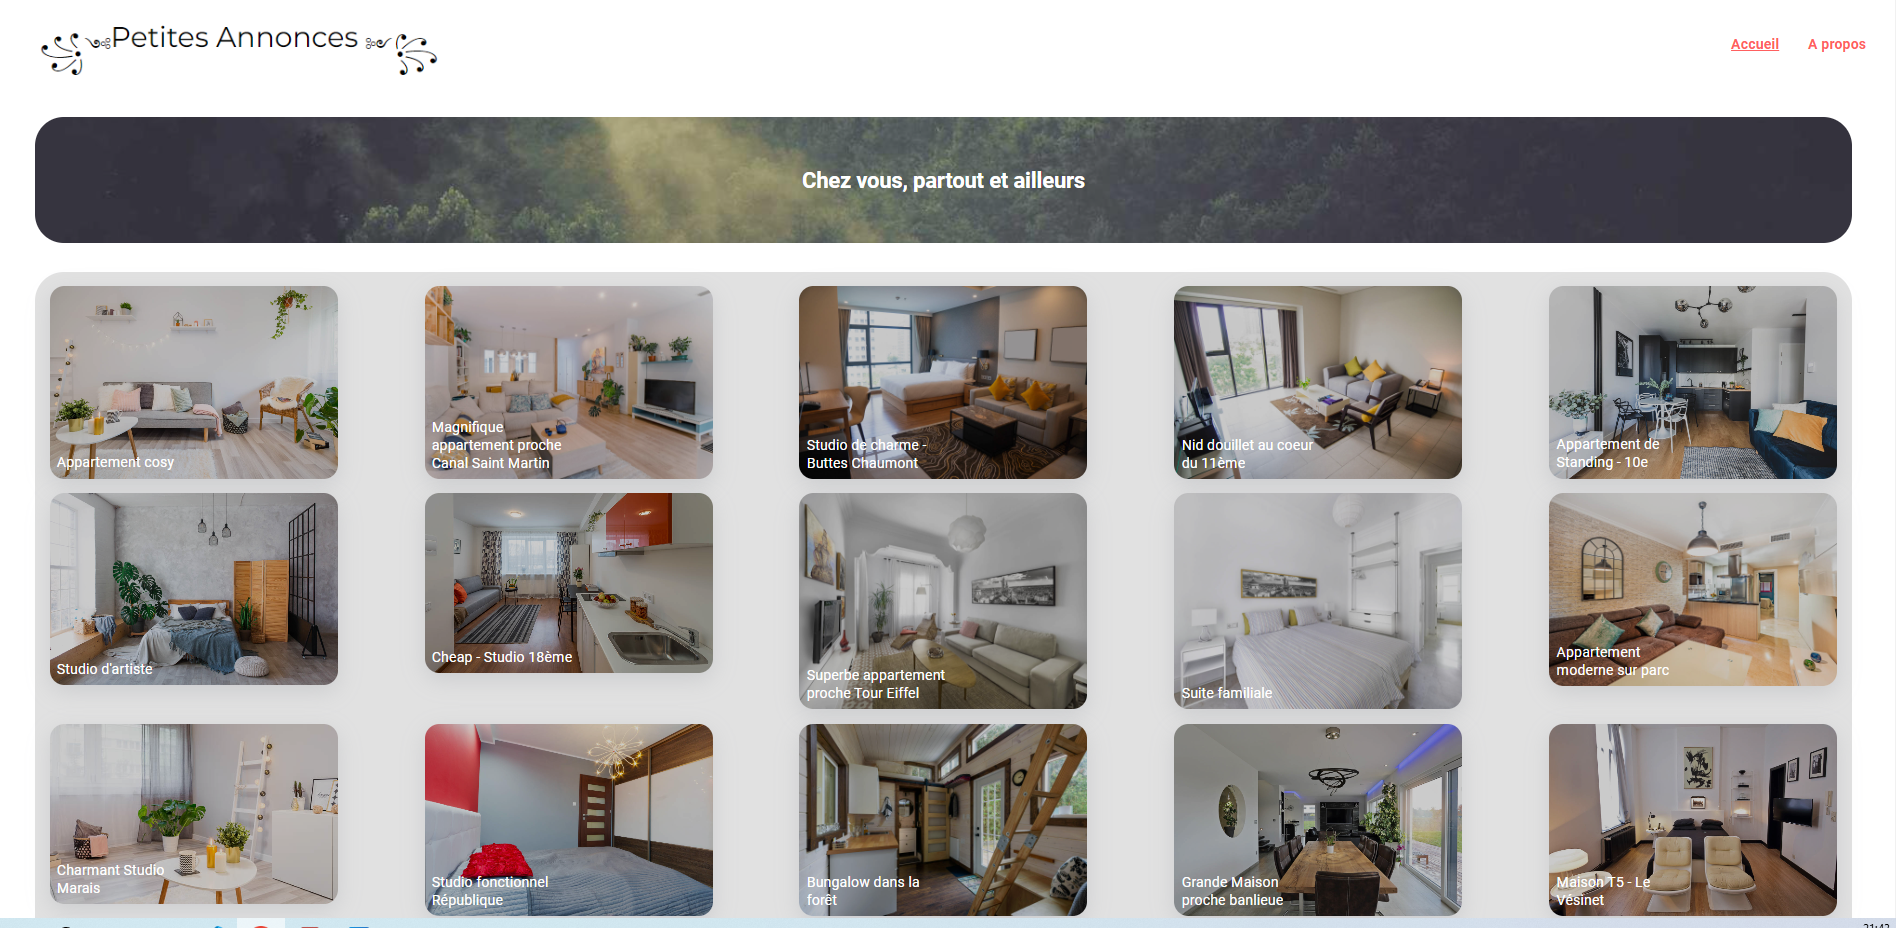 Petites Annonces
Accueil
A propos
Chez vous, partout et ailleurs
Appartement cosy
Magnifique
appartement proche
Canal Saint Martin
Studio de charme -
Buttes Chaumont
Nid douillet au coeur
du 11ème
Appartement de
Standing - 10e
Studio d'artiste
Cheap - Studio 18ème
Superbe appartement
proche Tour Eiffel
Suite familiale
Appartement
moderne sur parc
Charmant Studio
Marais
Studio fonctionnel
République
Bungalow dans la
forêt
Grande Maison
proche banlieue
Maison T5 - Le
Vésinet